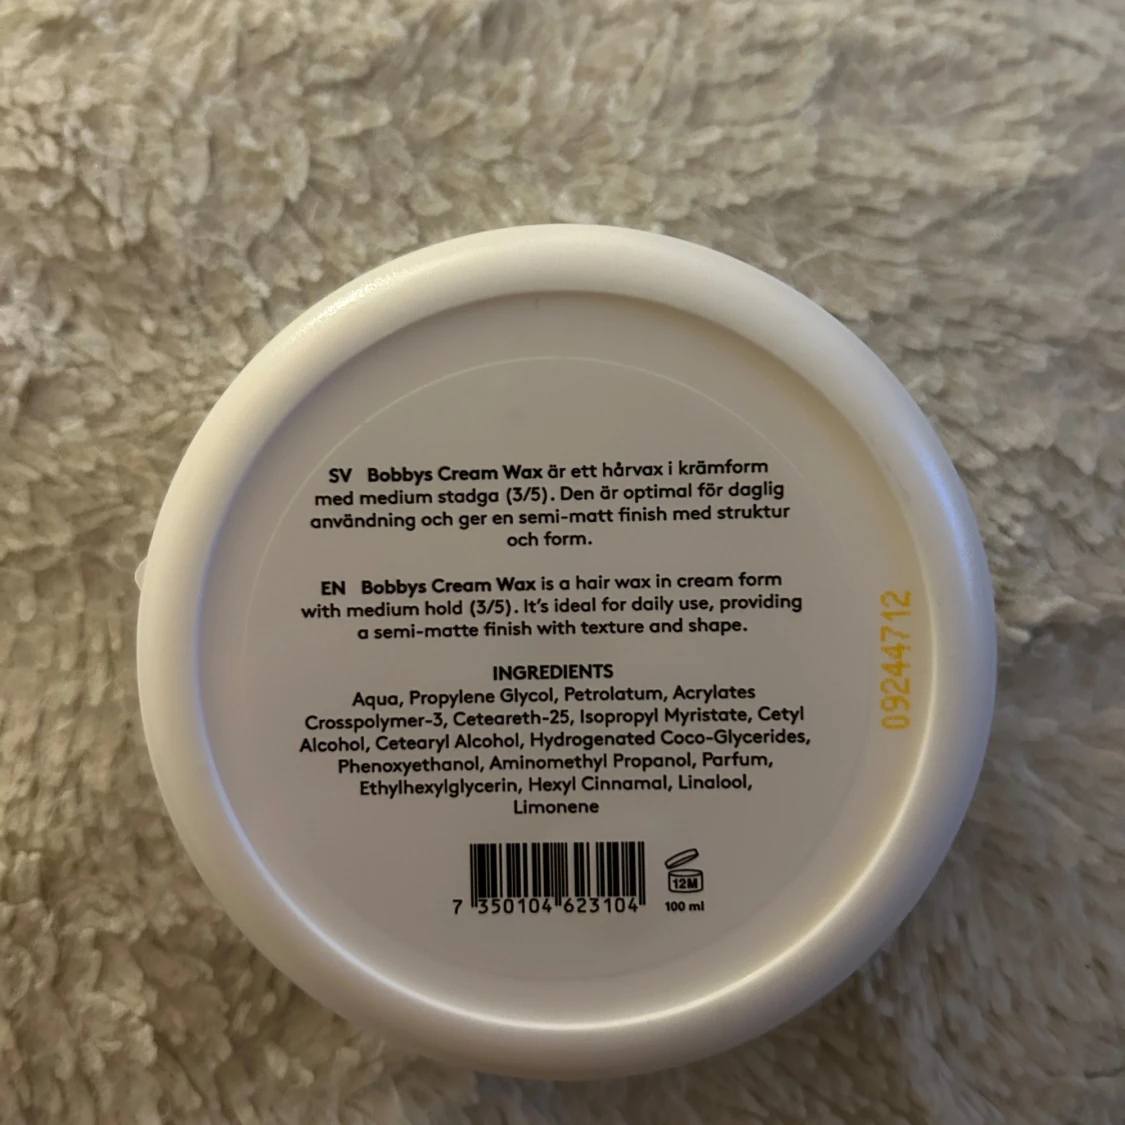 SV Bobbys Cream Wax är ett hårvax i krämform
med medium stadga (3/5). Den är optimal för daglig
användning och ger en semi-matt finish med struktur
och form.
EN Bobbys Cream Wax is a hair wax in cream form
with medium hold (3/5). It's ideal for daily use, providing
a semi-matte finish with texture and shape.
INGREDIENTS
Aqua, Propylene Glycol, Petrolatum, Acrylates
Crosspolymer-3, Ceteareth-25, Isopropyl Myristate, Cetyl
Alcohol, Cetearyl Alcohol, Hydrogenated Coco-Glycerides,
Phenoxyethanol, Aminomethyl Propanol, Parfum,
Ethylhexylglycerin, Hexyl Cinnamal, Linalool,
Limonene
7 350104 623104
12M
100 ml
09244712